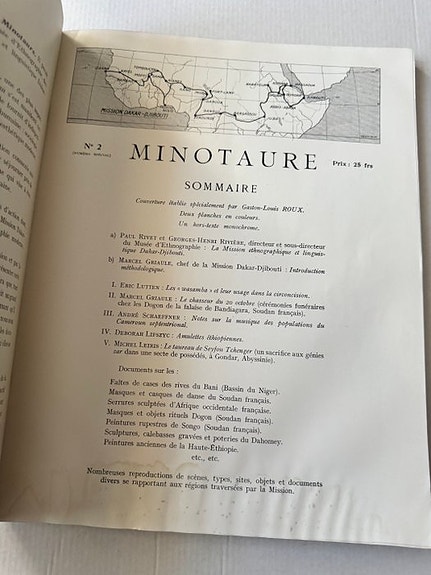 MISSION DAKAR-DJIBOUTI
N° 2
MINOTAURE
Prix : 25 frs
SOMMAIRE
Couverture établie spécialement par Gaston-Louis ROUX.
Deux planches en couleurs.
Un hors-texte monochrome.
a) PAUL RIVET et GEORGES-HENRI RIVIÈRE, directeur et sous-directeur
du Musée d'Ethnographie : La Mission ethnographique et linguis-
tique Dakar-Djibouti.
b) MARCEL GRIAULE, chef de la Mission Dakar-Djibouti : Introduction
méthodologique.
I. ERIC LUTTEN : Les « wasamba » et leur usage dans la circoncision.
II. MARCEL GRIAULE : Le chasseur du 20 octobre (cérémonies funéraires
chez les Dogon de la falaise de Bandiagara, Soudan français).
III. ANDRÉ SCHAEFFNER : Notes sur la musique des populations du
Cameroun septentrional.
IV. DEBORAH LIFSZYC : Amulettes éthiopiennes.
V. MICHEL LEIRIS : Le taureau de Seyfou Tchenger (un sacrifice aux génies
zar dans une secte de possédés, à Gondar, Abyssinie).
Documents sur les :
Faîtes de cases des rives du Bani (Bassin du Niger).
Masques et casques de danse du Soudan français.
Serrures sculptées d'Afrique occidentale française.
Masques et objets rituels Dogon (Soudan français).
Peintures rupestres de Songo (Soudan français).
Sculptures, calebasses gravées et poteries du Dahomey.
Peintures anciennes de la Haute-Éthiopie.
etc., etc.
Nombreuses reproductions de scènes, types, sites, objets et documents
divers se rapportant aux régions traversées par la Mission.